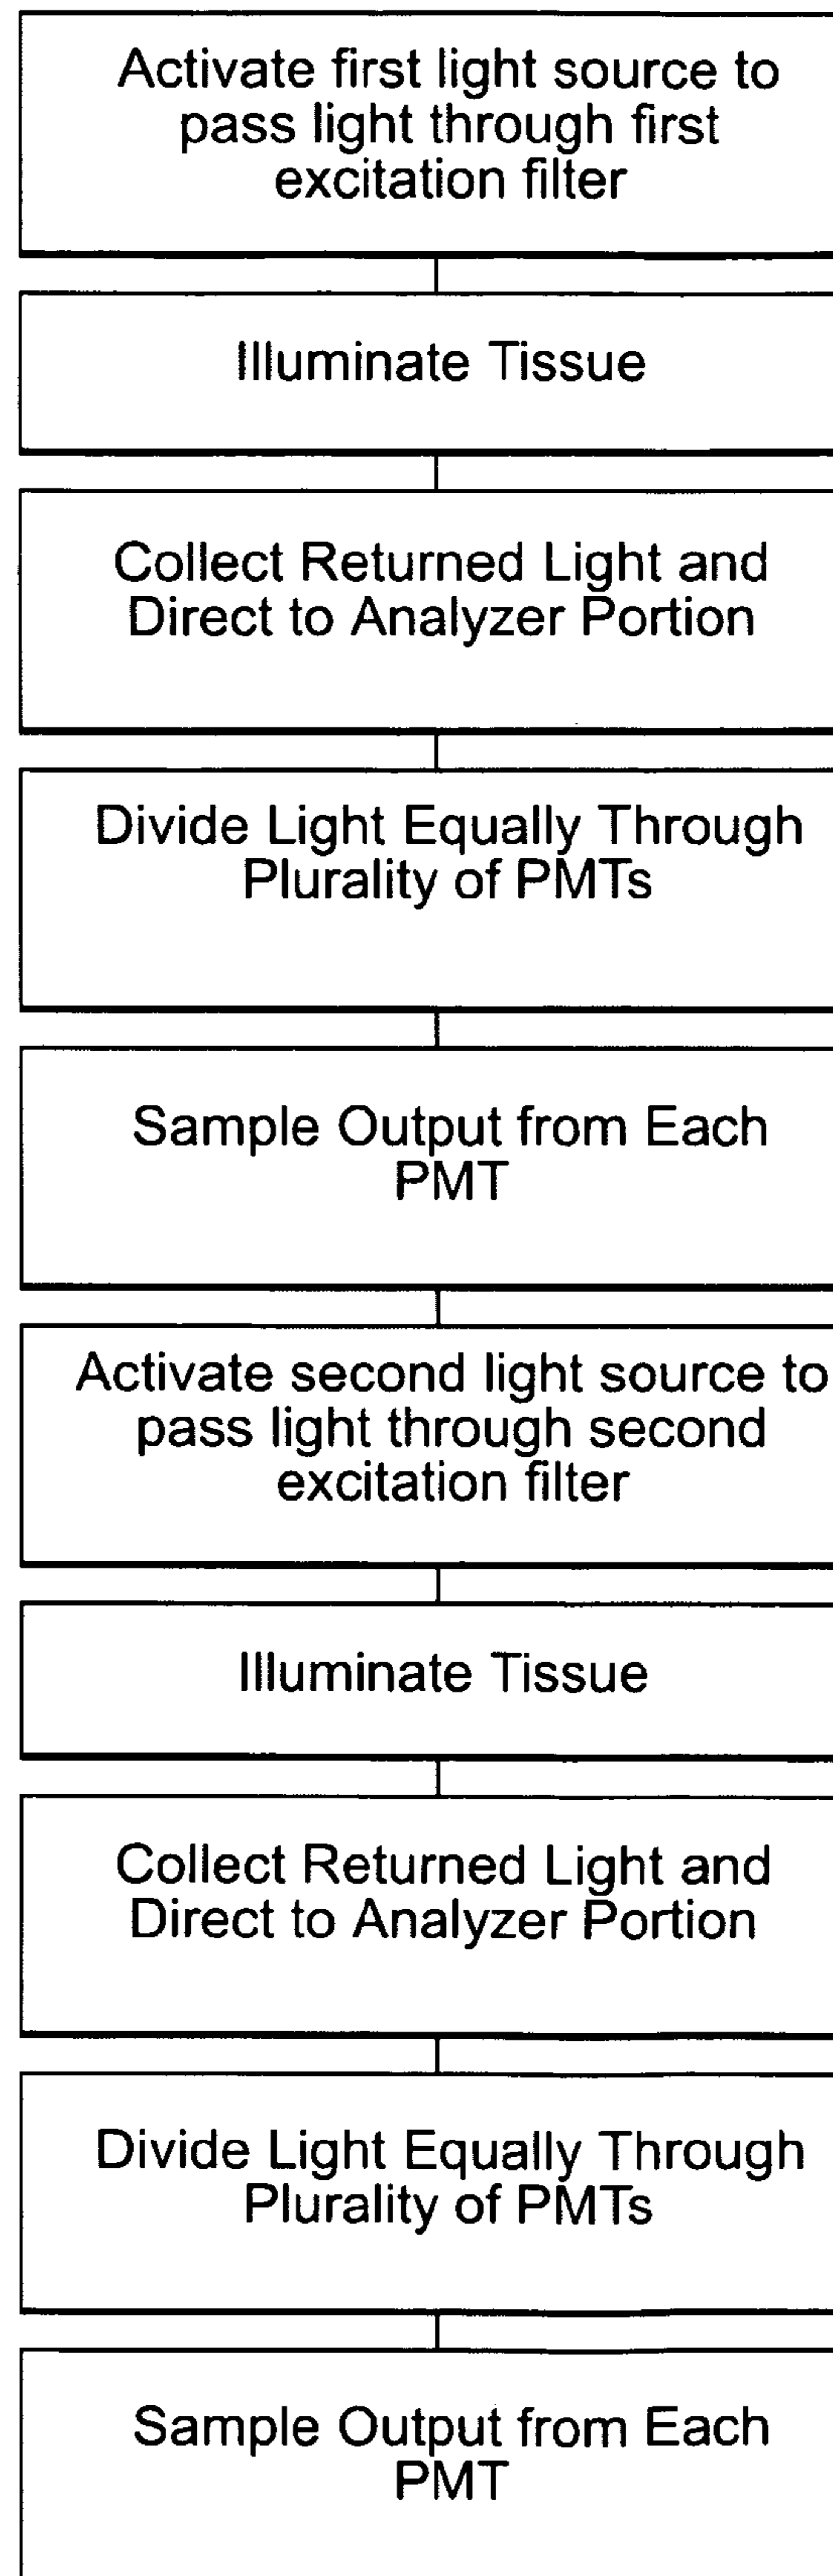 Activate first light source to
pass light through first
excitation filter
Illuminate Tissue
Collect Returned Light and
Direct to Analyzer Portion
Divide Light Equally Through
Plurality of PMTs
Sample Output from Each
PMT
Activate second light source to
pass light through second
excitation filter
Illuminate Tissue
Collect Returned Light and
Direct to Analyzer Portion
Divide Light Equally Through
Plurality of PMTs
Sample Output from Each
PMT